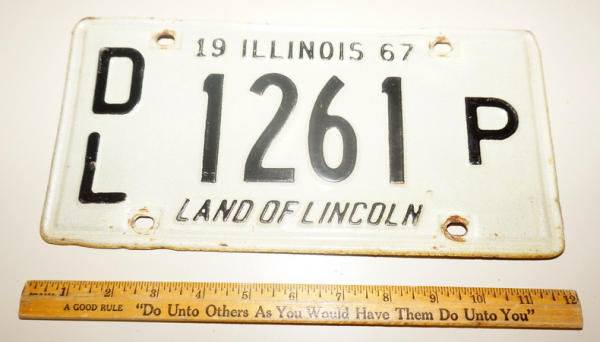 19 ILLINOIS 67
DL 1261 P
LAND OF LINCOLN
1 2 3 4 5 6 7 8 9 10 11 12
A GOOD RULE "Do Unto Others As You Would Have Them Do Unto You"